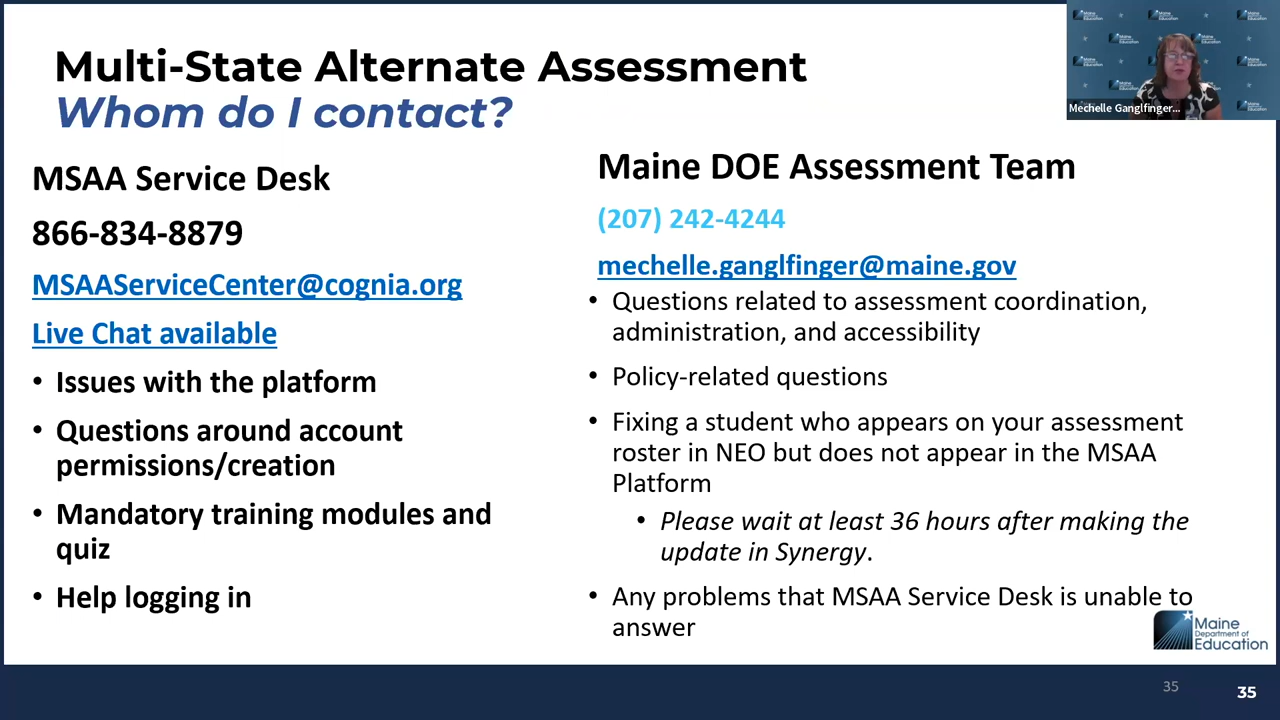 Multi-State Alternate Assessment
Whom do I contact?
MSAA Service Desk
866-834-8879
MSAAServiceCenter@cognia.org
Live Chat available
• Issues with the platform
• Questions around account
permissions/creation
• Mandatory training modules and
quiz
• Help logging in
Maine DOE Assessment Team
(207) 242-4244
mechelle.ganglfinger@maine.gov
• Questions related to assessment coordination,
administration, and accessibility
• Policy-related questions
• Fixing a student who appears on your assessment
roster in NEO but does not appear in the MSAA
Platform
• Please wait at least 36 hours after making the
update in Synergy.
• Any problems that MSAA Service Desk is unable to
answer
Mechelle Ganglfinger...
Maine
Department of
Education
35
35